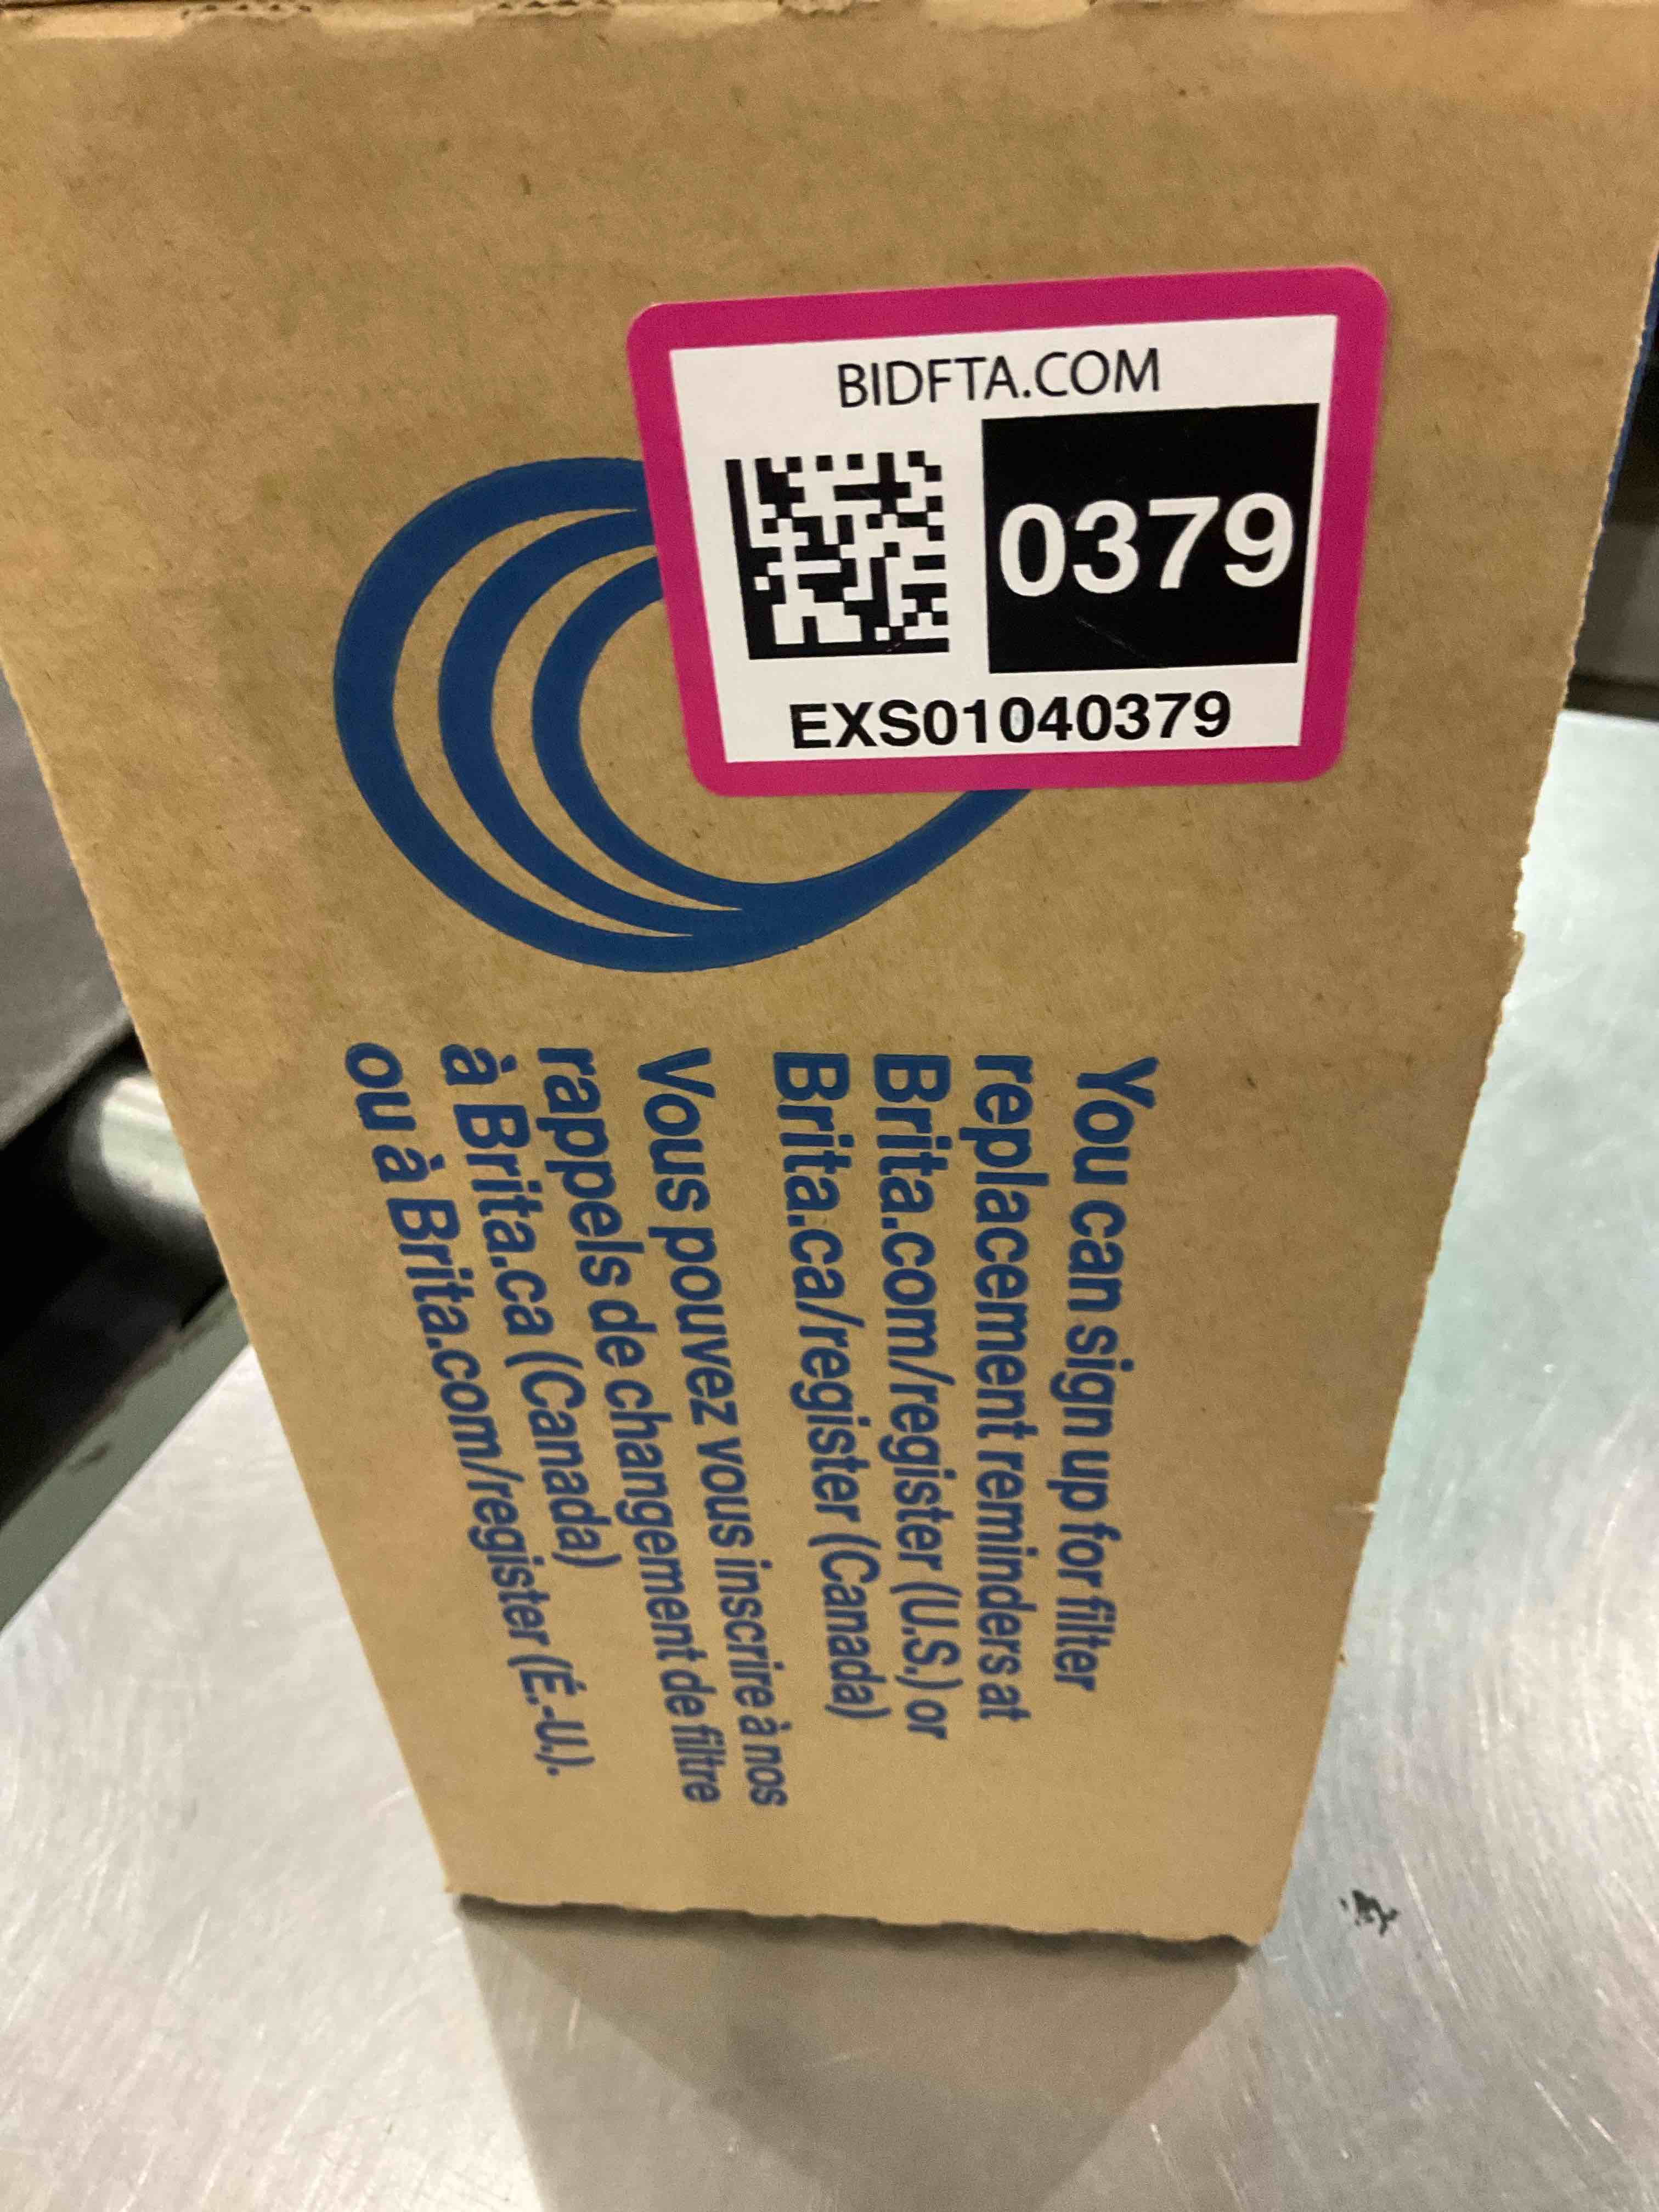 BIDFTA.COM
0379
EXS01040379
You can sign up for filter
replacement reminders at
Brita.com/register (U.S.) or
Brita.ca/register (Canada)
Vous pouvez vous inscrire à nos
rappels de changement de filtre
à Brita.ca (Canada)
ou à Brita.com/register (É.-U.).